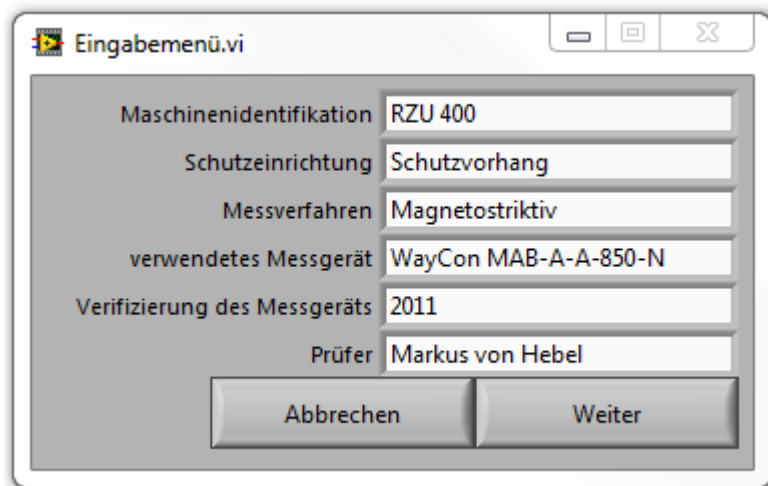 Eingabemenü.vi
Maschinenidentifikation RZU 400
Schutzeinrichtung Schutzvorhang
Messverfahren Magnetostriktiv
verwendetes Messgerät WayCon MAB-A-A-850-N
Verifizierung des Messgeräts 2011
Prüfer Markus von Hebel
Abbrechen Weiter